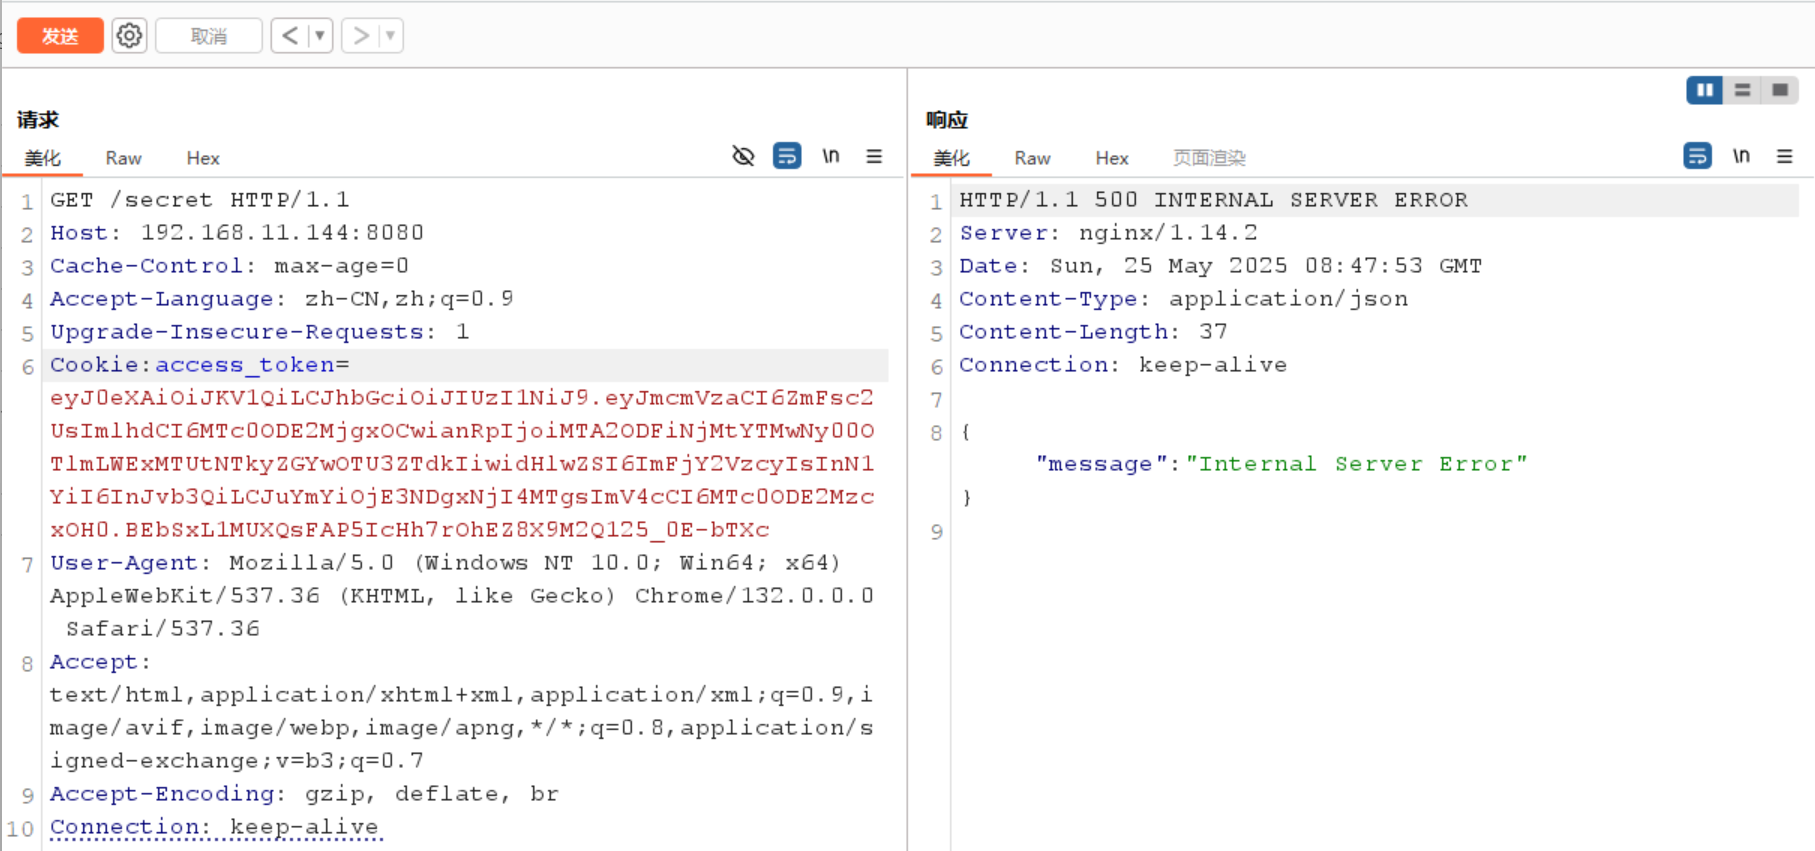 发送
取消
请求
美化 Raw Hex
\n
1 GET /secret HTTP/1.1
2 Host: 192.168.11.144:8080
3 Cache-Control: max-age=0
4 Accept-Language: zh-CN,zh;q=0.9
5 Upgrade-Insecure-Requests: 1
6 Cookie:access_token=
eyJ0eXAiOiJKV1QiLCJhbGciOiJIUzI1NiJ9.eyJmcmVzaCI6ZmFsc2
UsImlhdCI6MTc0ODE2MjgxOCwianRpIjoiMTA2ODFiNjMtYTMwNy00O
TlmLWExMTUtNTkyZGYwOTU3ZTdkIiwidHlwZSI6ImFjY2VzcyIsInN1
YiI6InJvb3QiLCJuYmYiOjE3NDgxNjI4MTgsImV4cCI6MTc0ODE2Mzc
xOH0.BEbSxL1MUXQsFAP5IcHh7rOhEZ8X9M2Q125_0E-bTXc
7 User-Agent: Mozilla/5.0 (Windows NT 10.0; Win64; x64)
AppleWebKit/537.36 (KHTML, like Gecko) Chrome/132.0.0.0
Safari/537.36
8 Accept:
text/html,application/xhtml+xml,application/xml;q=0.9,i
mage/avif,image/webp,image/apng,*/*;q=0.8,application/s
igned-exchange;v=b3;q=0.7
9 Accept-Encoding: gzip, deflate, br
10 Connection: keep-alive
响应
美化 Raw Hex 页面渲染
\n
1 HTTP/1.1 500 INTERNAL SERVER ERROR
2 Server: nginx/1.14.2
3 Date: Sun, 25 May 2025 08:47:53 GMT
4 Content-Type: application/json
5 Content-Length: 37
6 Connection: keep-alive
7
8 {
"message":"Internal Server Error"
}
9